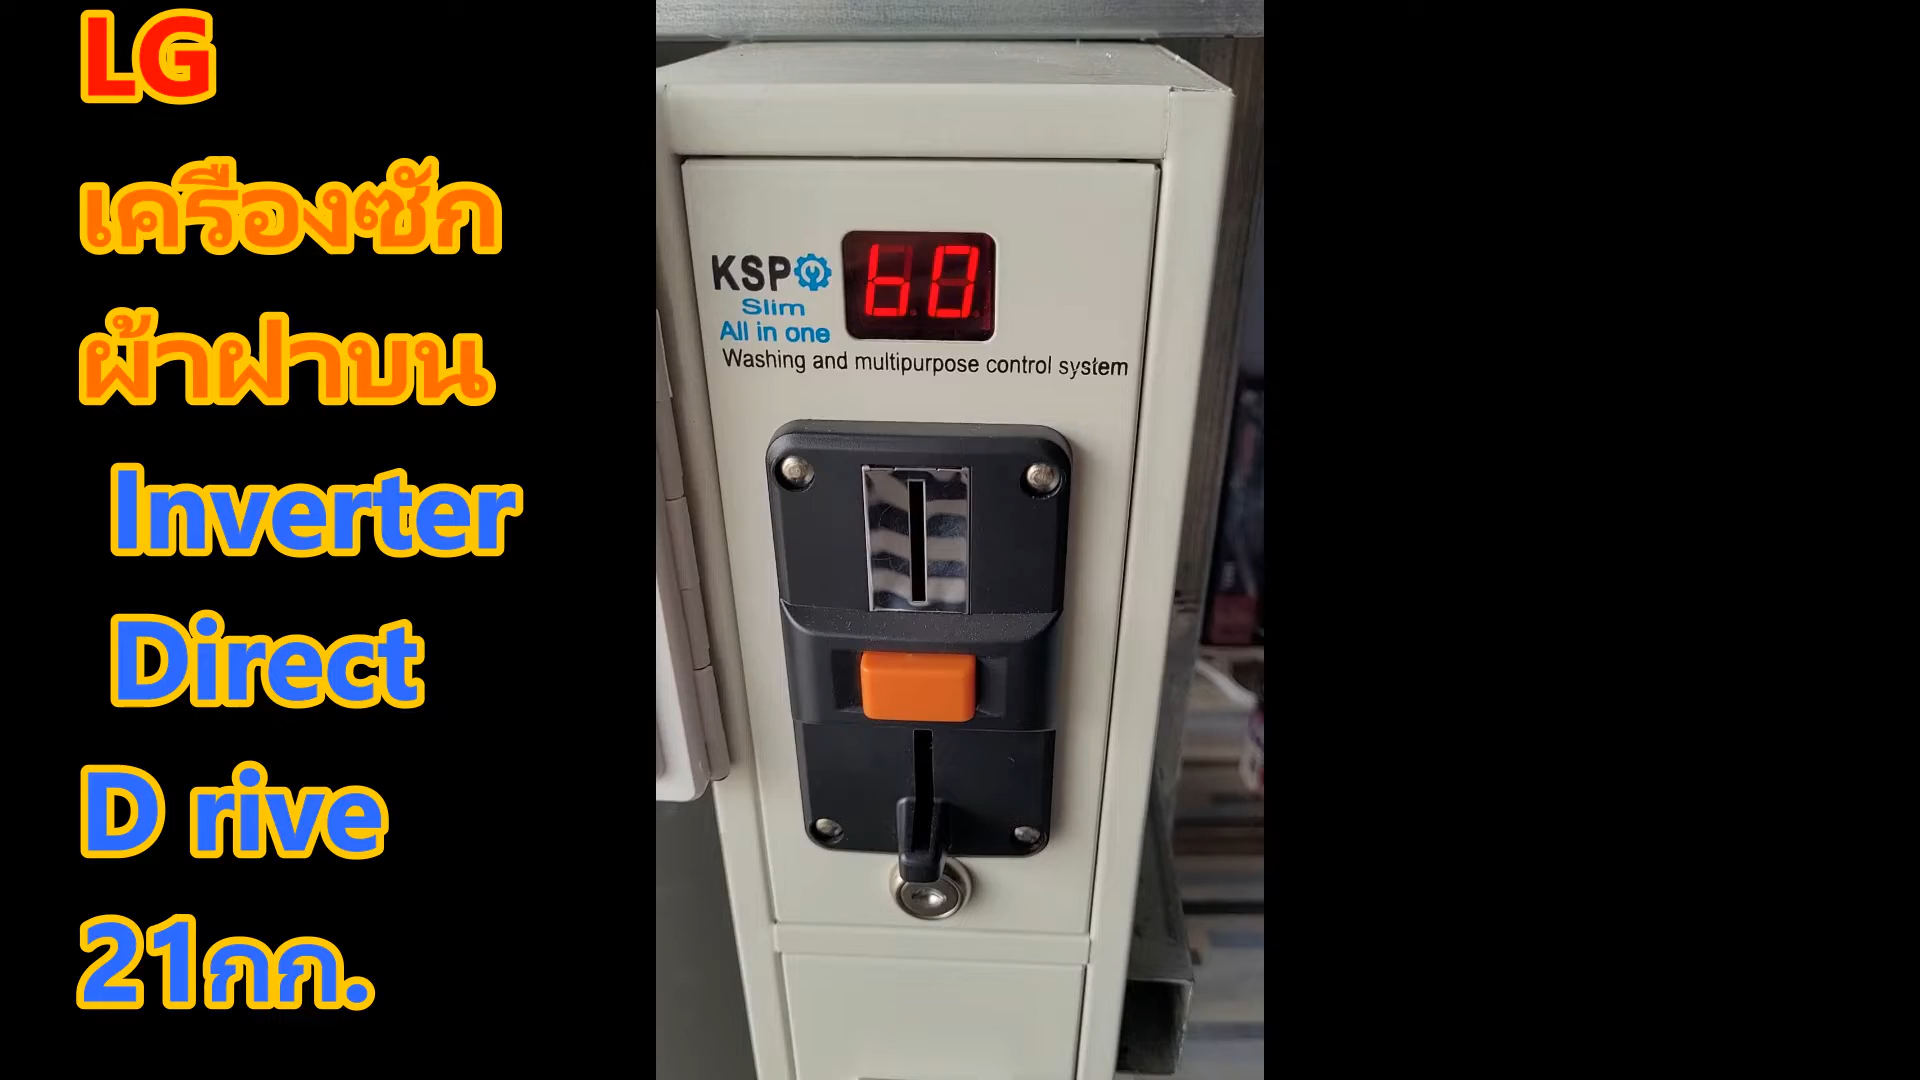 LG
เครื่องซัก
ผ้าฝาบน
Inverter
Direct
D rive
21กก.
KSP
Slim
All in one
Washing and multipurpose control system
60